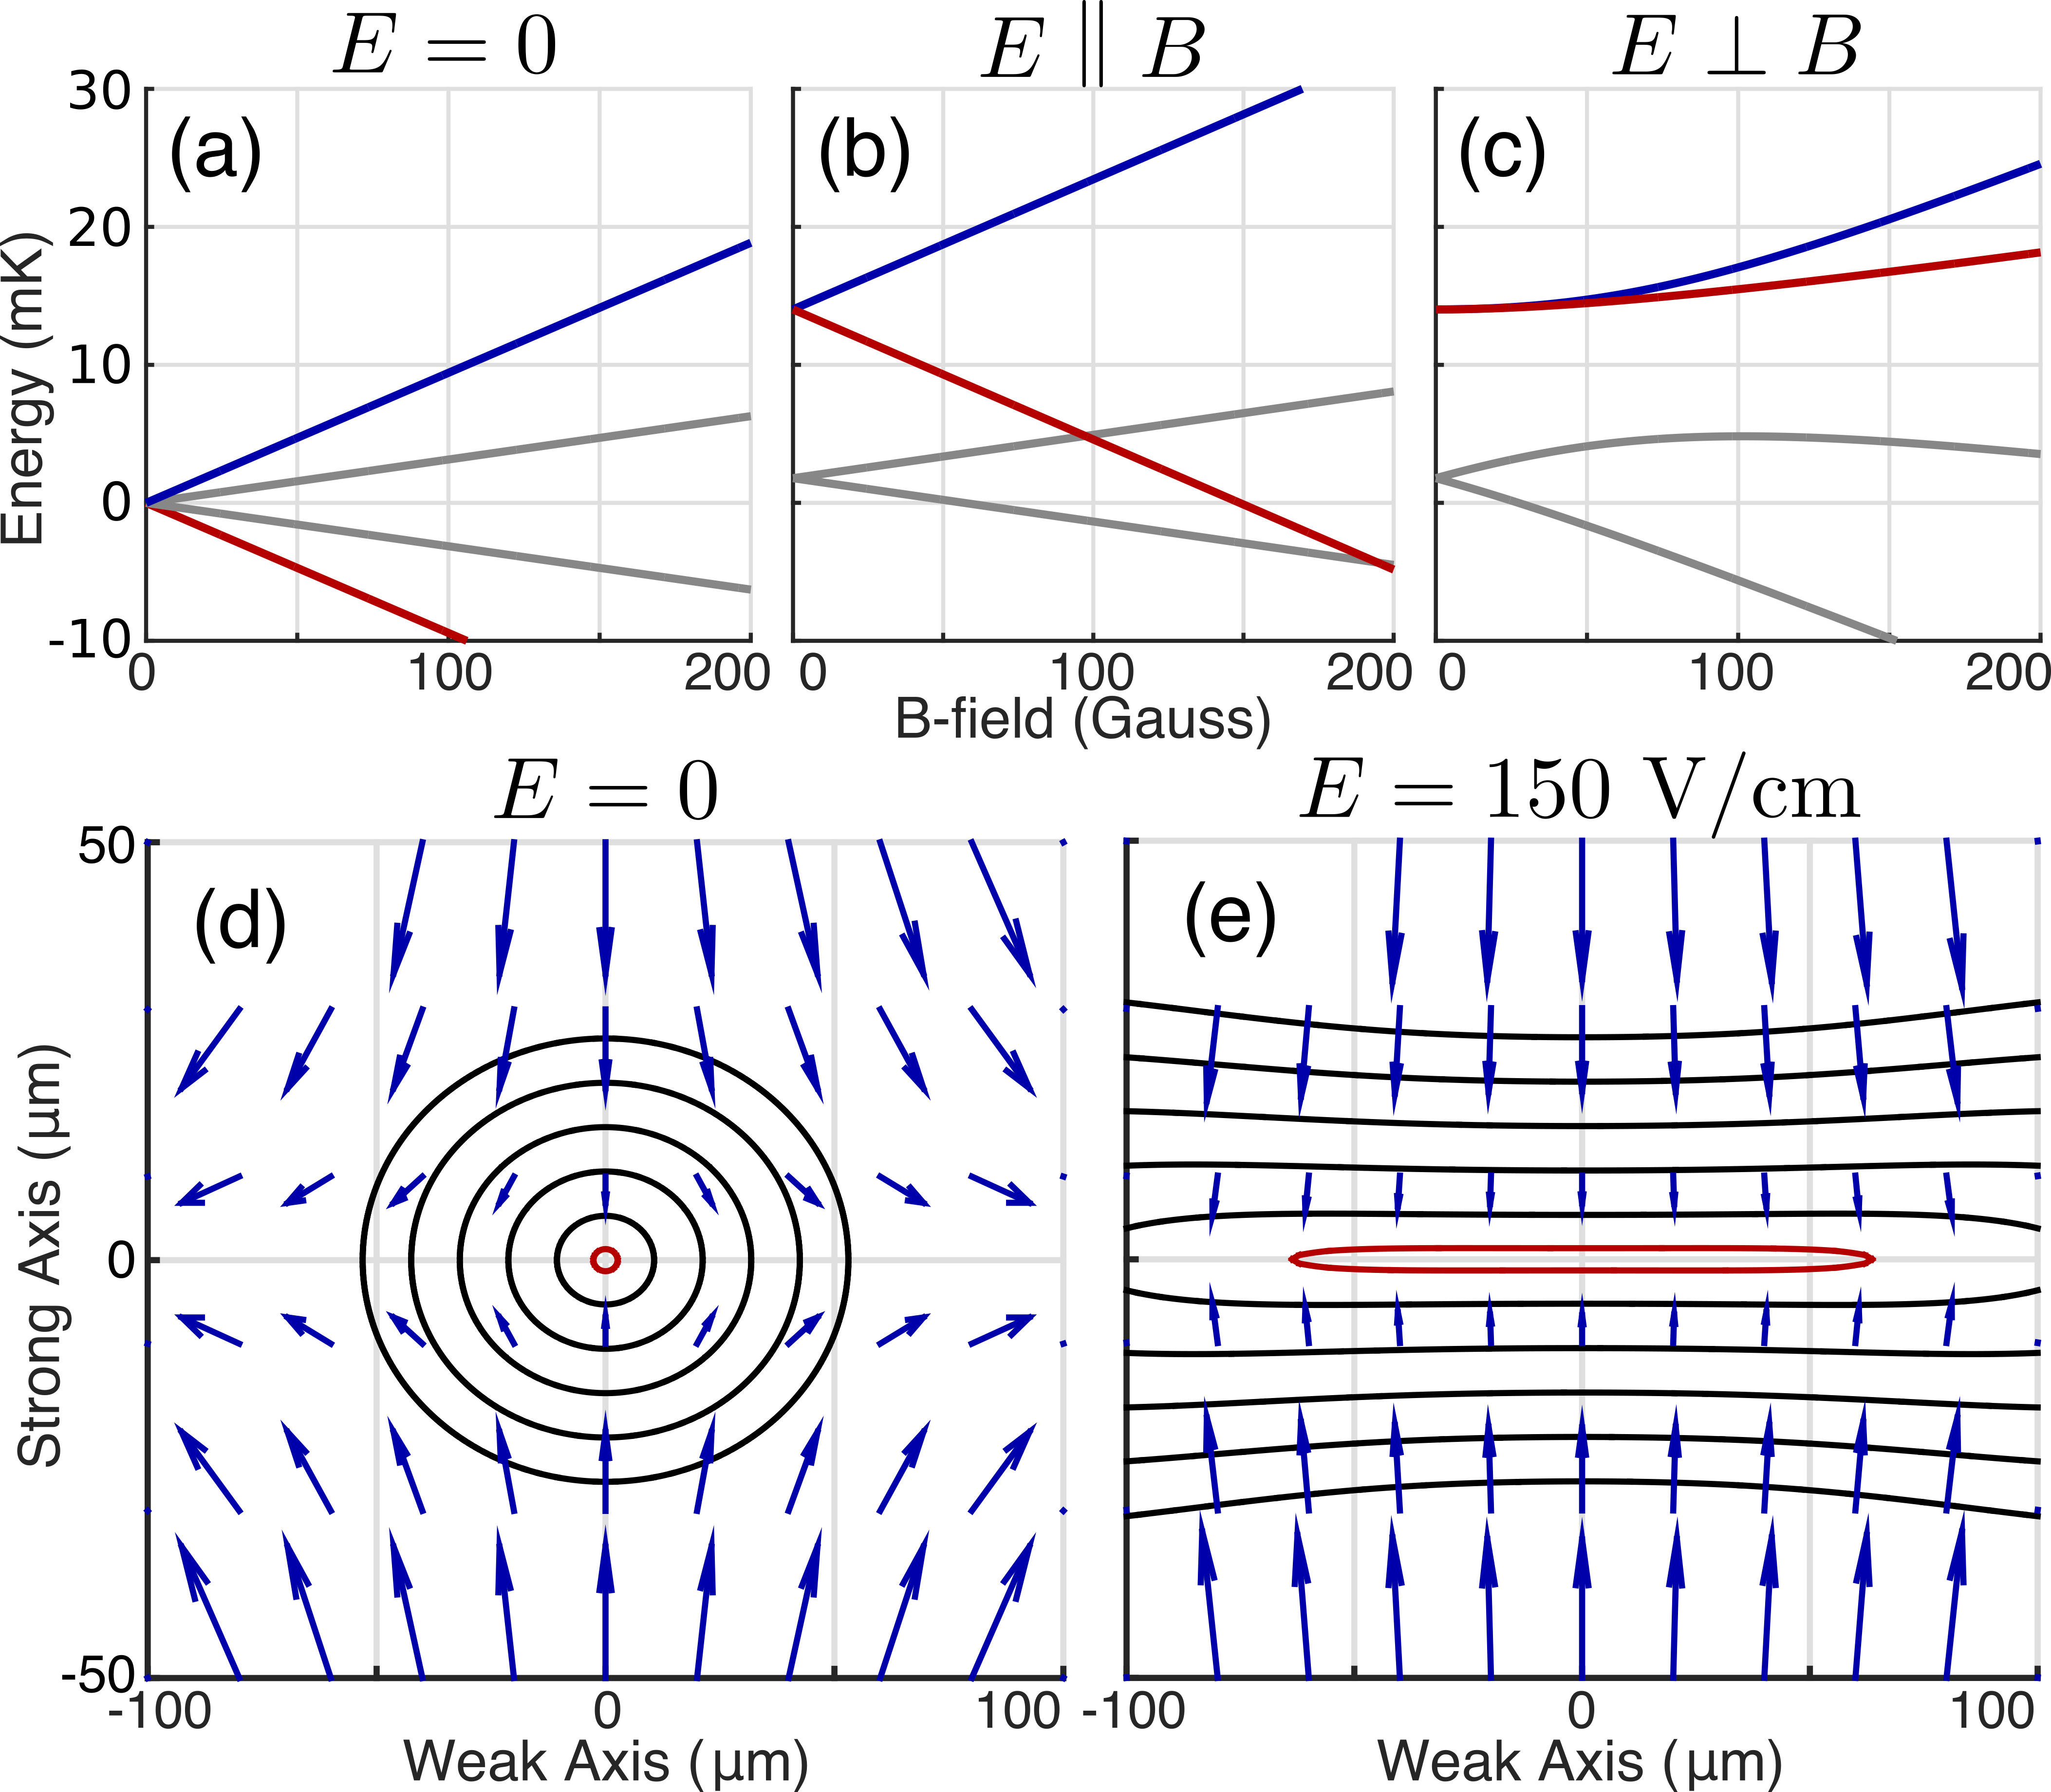 E = 0
E ∥ B
E ⊥ B
(a)
(b)
(c)
30
20
10
0
-10
Energy (mK)
0 100 200
0 100 200
0 100 200
B-field (Gauss)
E = 0
E = 150 V/cm
(d)
(e)
50
0
-50
Strong Axis (µm)
-100 0 100
-100 0 100
Weak Axis (µm)
Weak Axis (µm)